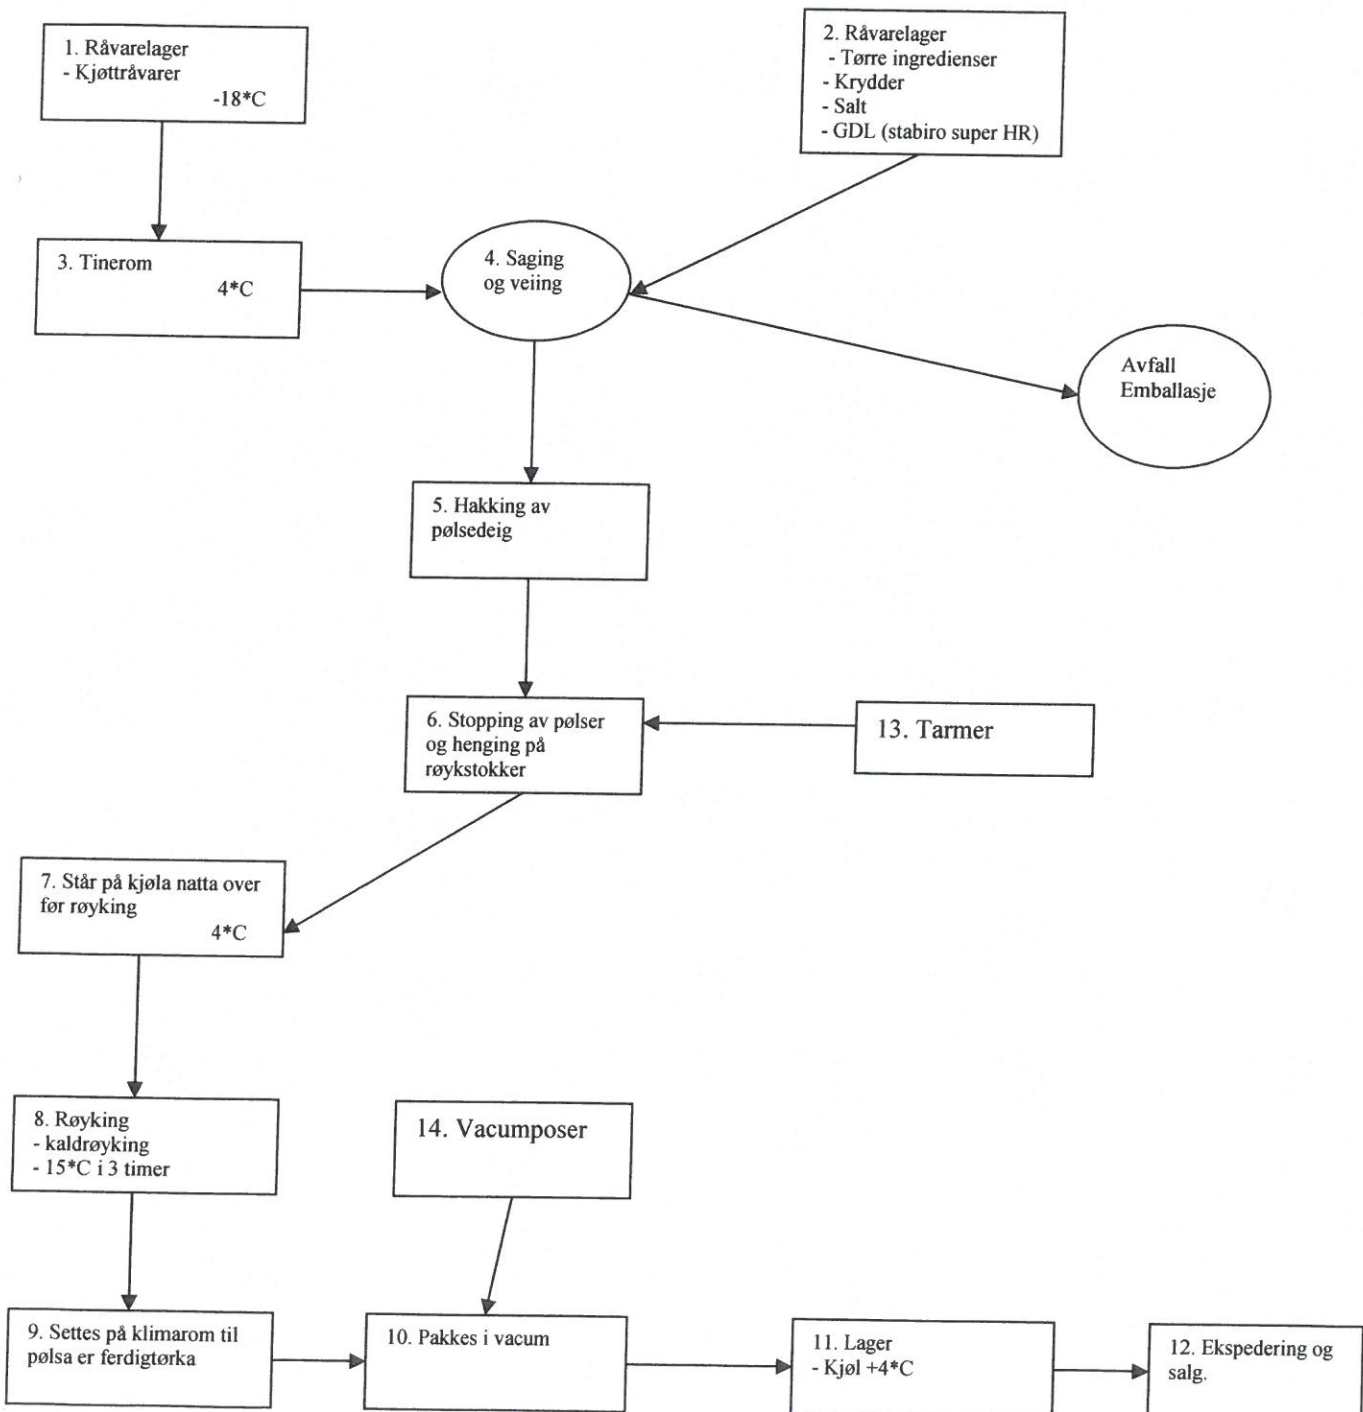 1. Råvarelager
- Kjøttråvarer
-18*C
2. Råvarelager
- Tørre ingredienser
- Krydder
- Salt
- GDL (stabiro super HR)
3. Tinerom
4*C
4. Saging
og veiing
Avfall
Emballasje
5. Hakking av
pølsedeig
6. Stopping av pølser
og henging på
røykstokker
13. Tarmer
7. Står på kjøla natta over
før røyking
4*C
8. Røyking
- kaldrøyking
- 15*C i 3 timer
14. Vacumposer
9. Settes på klimarom til
pølsa er ferdigtørka
10. Pakkes i vacum
11. Lager
- Kjøl +4*C
12. Ekspedering og
salg.